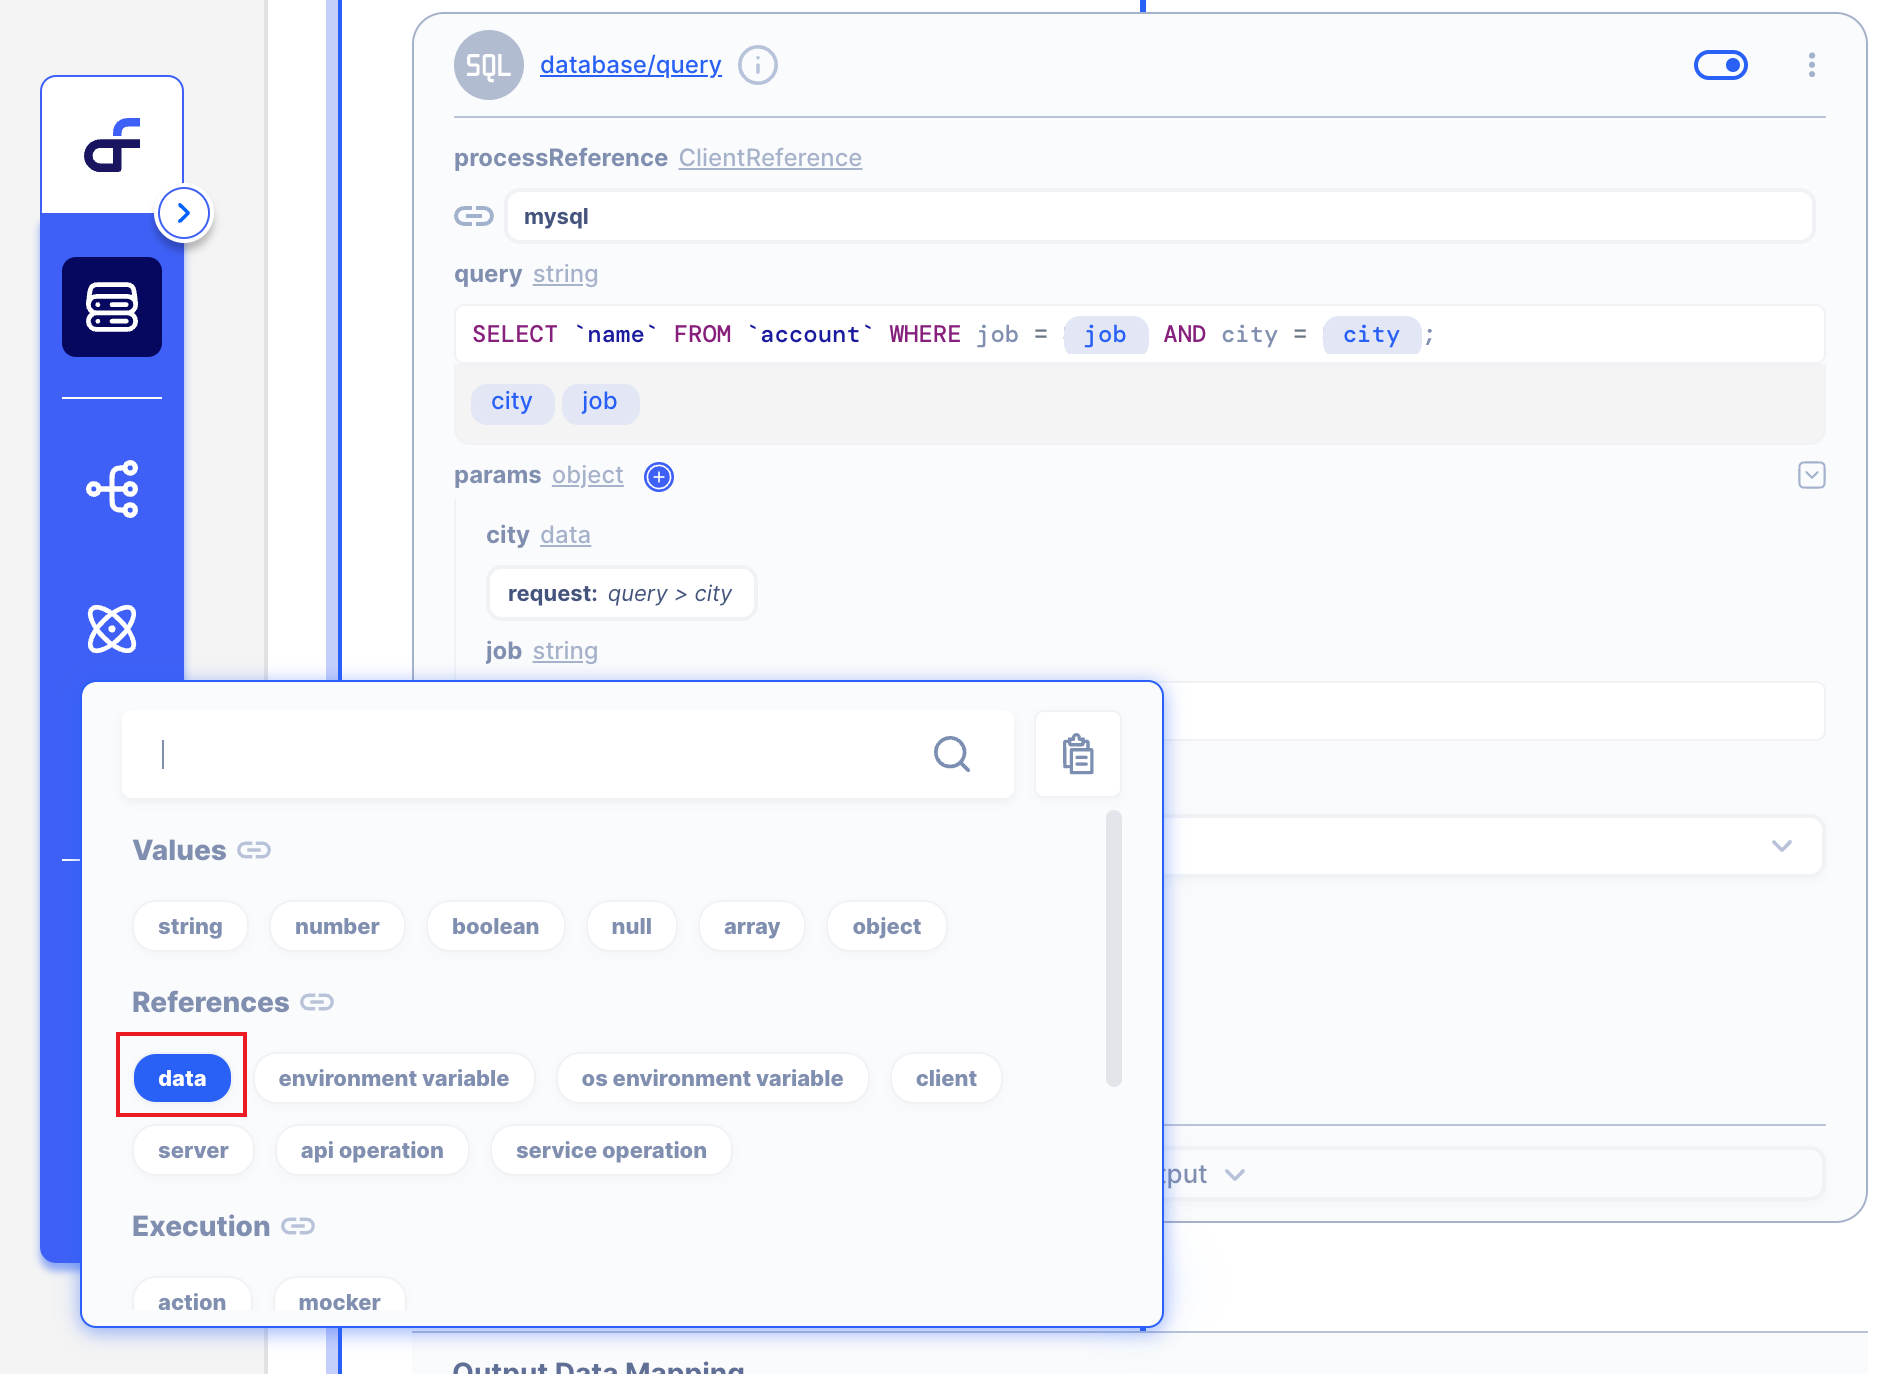 SQL database/query
processReference ClientReference
mysql
query string
SELECT `name` FROM `account` WHERE job = job AND city = city ;
city job
params object
city data
request: query > city
job string
Values
string number boolean null array object
References
data environment variable os environment variable client
server api operation service operation
tput
Execution
action mocker
Output Data Mapping